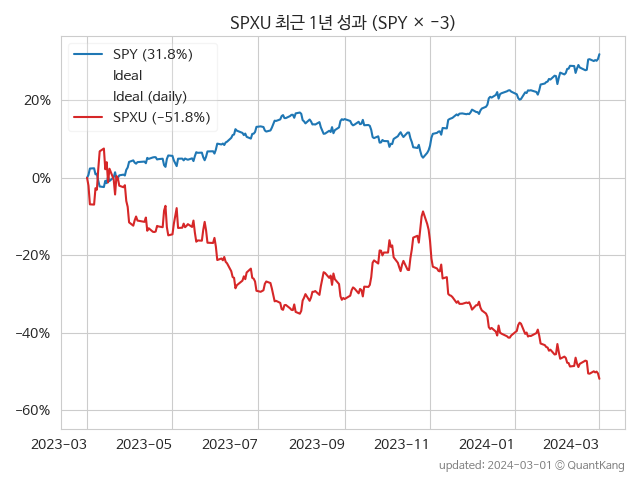 SPXU 최근 1년 성과 (SPY × −3)
SPY (31.8%)
Ideal
Ideal (daily)
SPXU (−51.8%)
20%
0%
−20%
−40%
−60%
2023-03 2023-05 2023-07 2023-09 2023-11 2024-01 2024-03
updated: 2024-03-01 © QuantKang